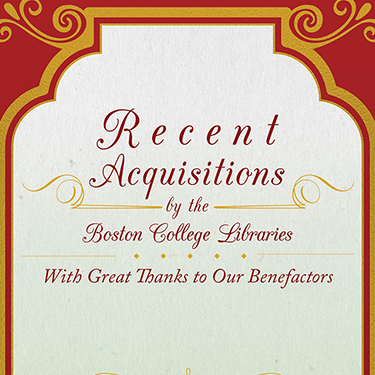 Recent
Acquisitions
by the
Boston College Libraries
With Great Thanks to Our Benefactors